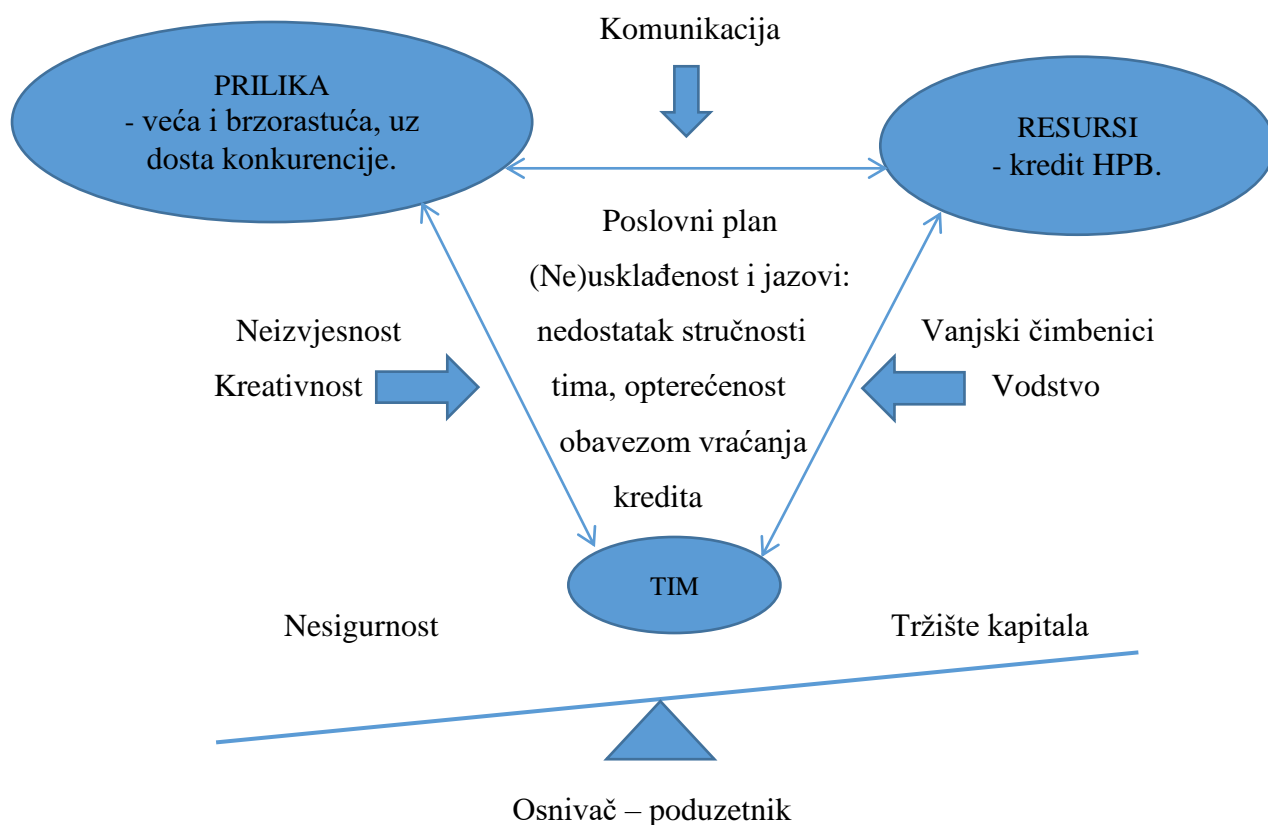 Komunikacija
PRILIKA
- veća i brzorastuća, uz
dosta konkurencije.
RESURSI
- kredit HPB.
Poslovni plan
(Ne)usklađenost i jazovi:
nedostatak stručnosti
tima, opterećenost
obavezom vraćanja
kredita
Neizvjesnost
Kreativnost
Vanjski čimbenici
Vodstvo
TIM
Nesigurnost
Tržište kapitala
Osnivač – poduzetnik